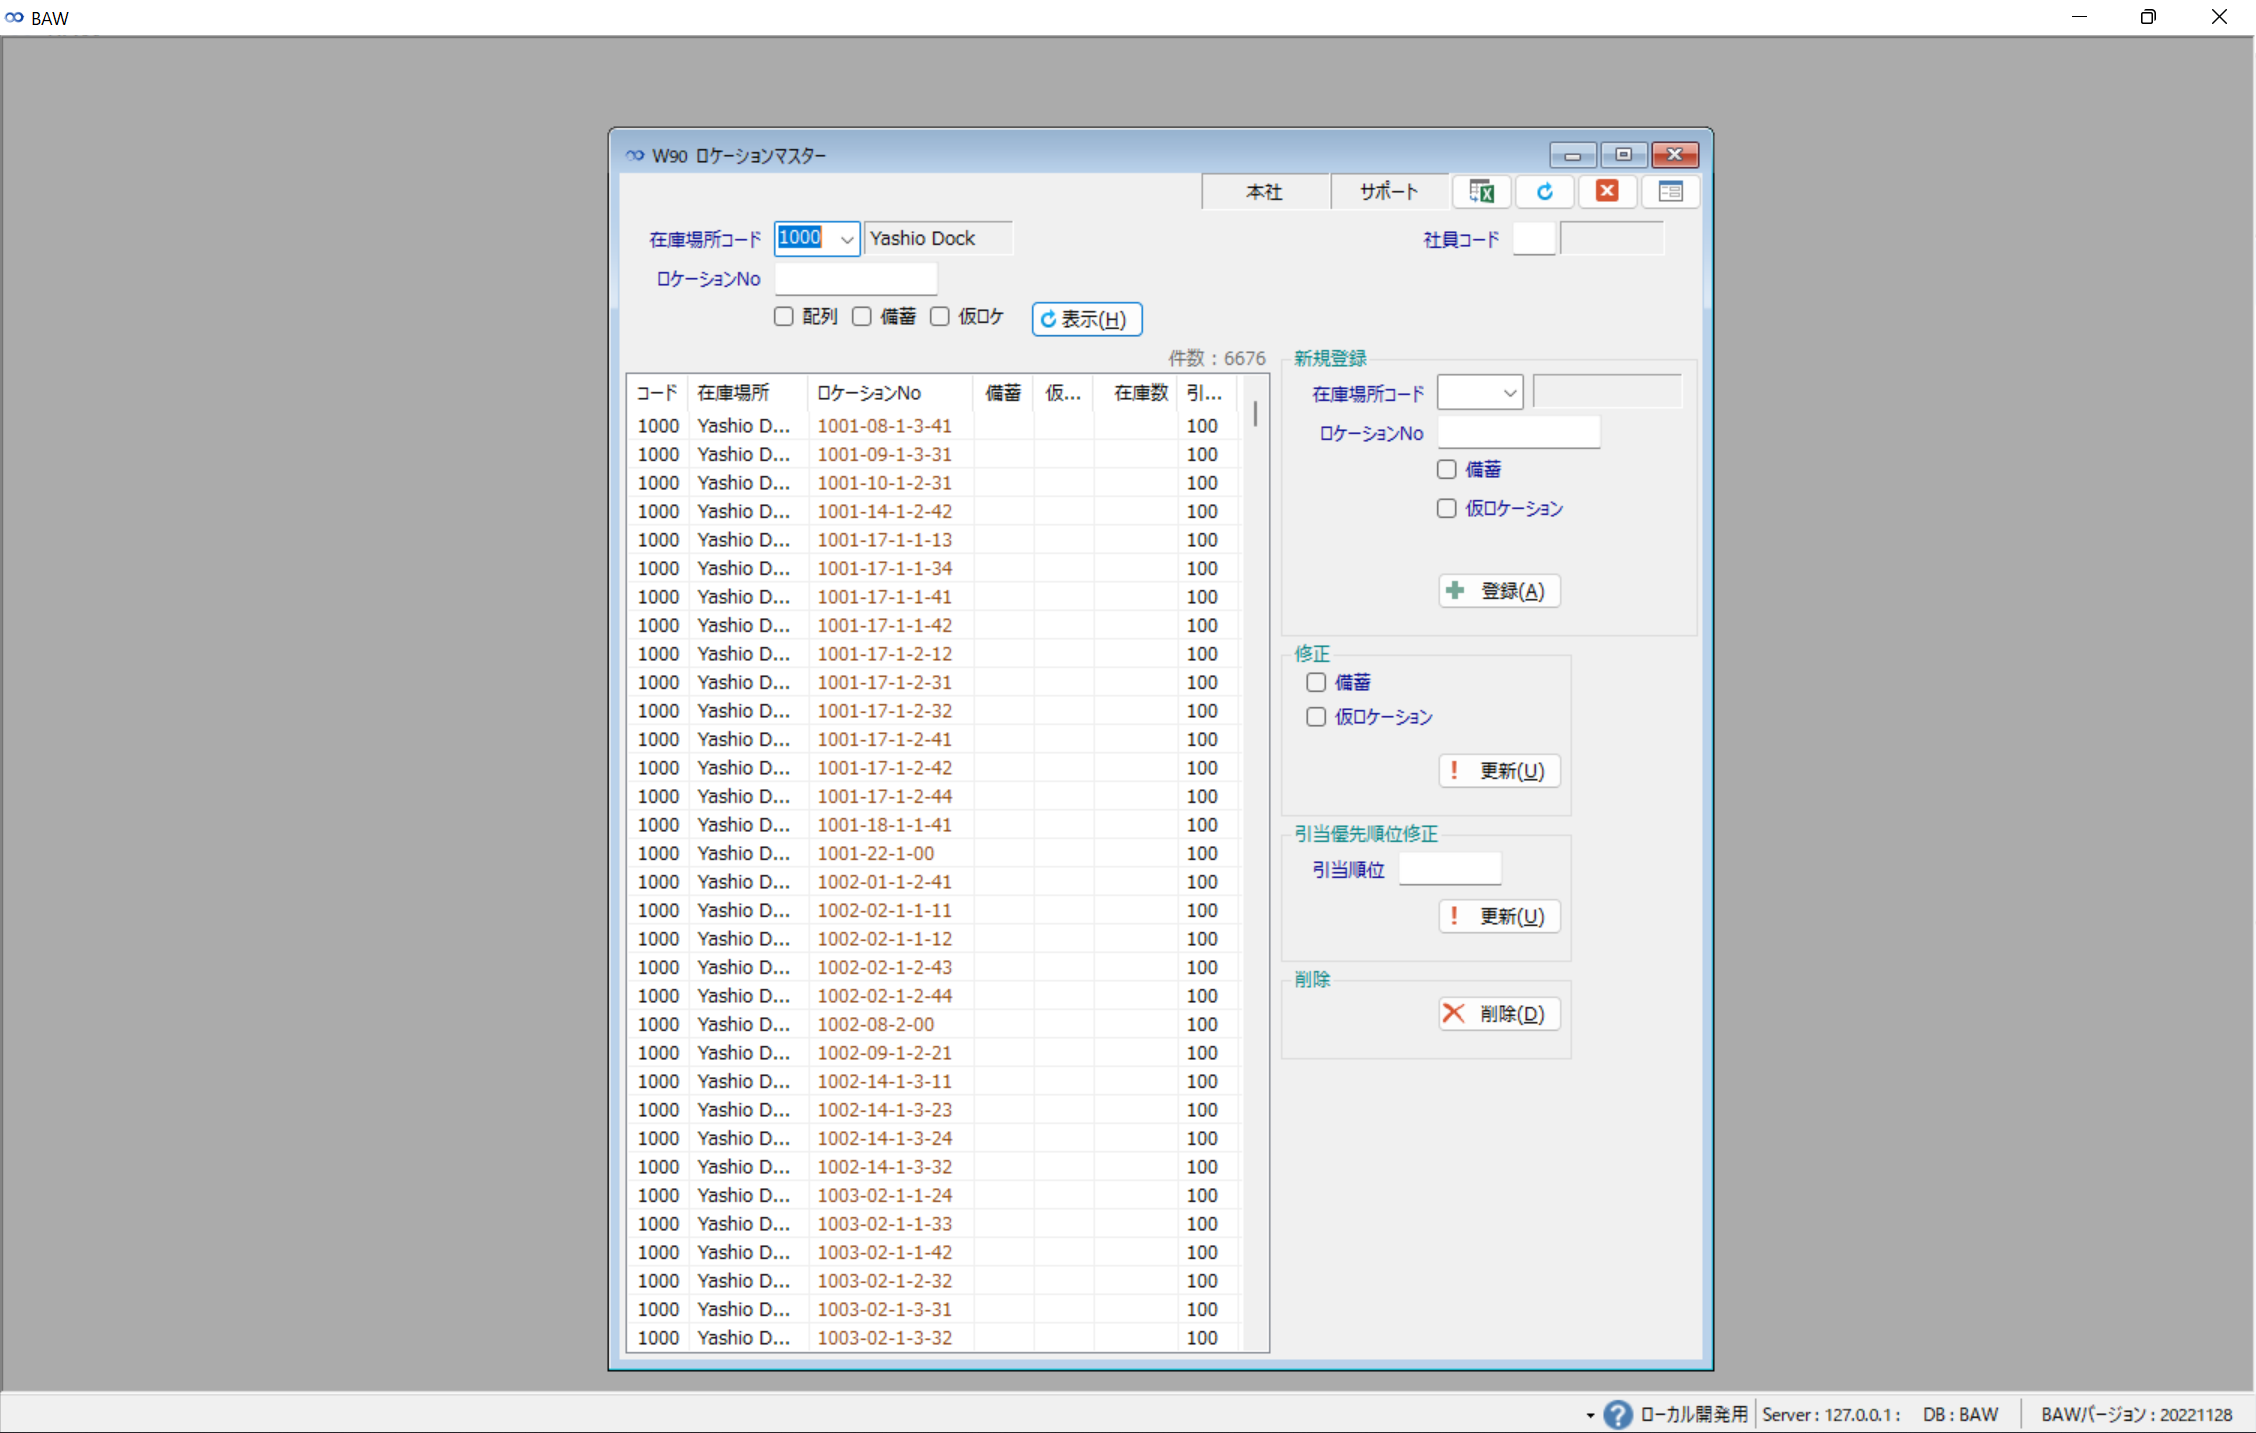 BAW
W90 ロケーションマスター
本社 サポート
在庫場所コード 1000 Yashio Dock 社員コード
ロケーションNo
配列 備蓄 仮ロケ 表示(H)
件数 : 6676
コード 在庫場所 ロケーションNo 備蓄 仮... 在庫数 引...
1000 Yashio D... 1001-08-1-3-41 100
1000 Yashio D... 1001-09-1-3-31 100
1000 Yashio D... 1001-10-1-2-31 100
1000 Yashio D... 1001-14-1-2-42 100
1000 Yashio D... 1001-17-1-1-13 100
1000 Yashio D... 1001-17-1-1-34 100
1000 Yashio D... 1001-17-1-1-41 100
1000 Yashio D... 1001-17-1-1-42 100
1000 Yashio D... 1001-17-1-2-12 100
1000 Yashio D... 1001-17-1-2-31 100
1000 Yashio D... 1001-17-1-2-32 100
1000 Yashio D... 1001-17-1-2-41 100
1000 Yashio D... 1001-17-1-2-42 100
1000 Yashio D... 1001-17-1-2-44 100
1000 Yashio D... 1001-18-1-1-41 100
1000 Yashio D... 1001-22-1-00 100
1000 Yashio D... 1002-01-1-2-41 100
1000 Yashio D... 1002-02-1-1-11 100
1000 Yashio D... 1002-02-1-1-12 100
1000 Yashio D... 1002-02-1-2-43 100
1000 Yashio D... 1002-02-1-2-44 100
1000 Yashio D... 1002-08-2-00 100
1000 Yashio D... 1002-09-1-2-21 100
1000 Yashio D... 1002-14-1-3-11 100
1000 Yashio D... 1002-14-1-3-23 100
1000 Yashio D... 1002-14-1-3-24 100
1000 Yashio D... 1002-14-1-3-32 100
1000 Yashio D... 1003-02-1-1-24 100
1000 Yashio D... 1003-02-1-1-33 100
1000 Yashio D... 1003-02-1-1-42 100
1000 Yashio D... 1003-02-1-2-32 100
1000 Yashio D... 1003-02-1-3-31 100
1000 Yashio D... 1003-02-1-3-32 100
新規登録
在庫場所コード
ロケーションNo
備蓄
仮ロケーション
登録(A)
修正
備蓄
仮ロケーション
更新(U)
引当優先順位修正
引当順位
更新(U)
削除
削除(D)
ローカル開発用 Server : 127.0.0.1 : DB : BAW BAWバージョン : 20221128